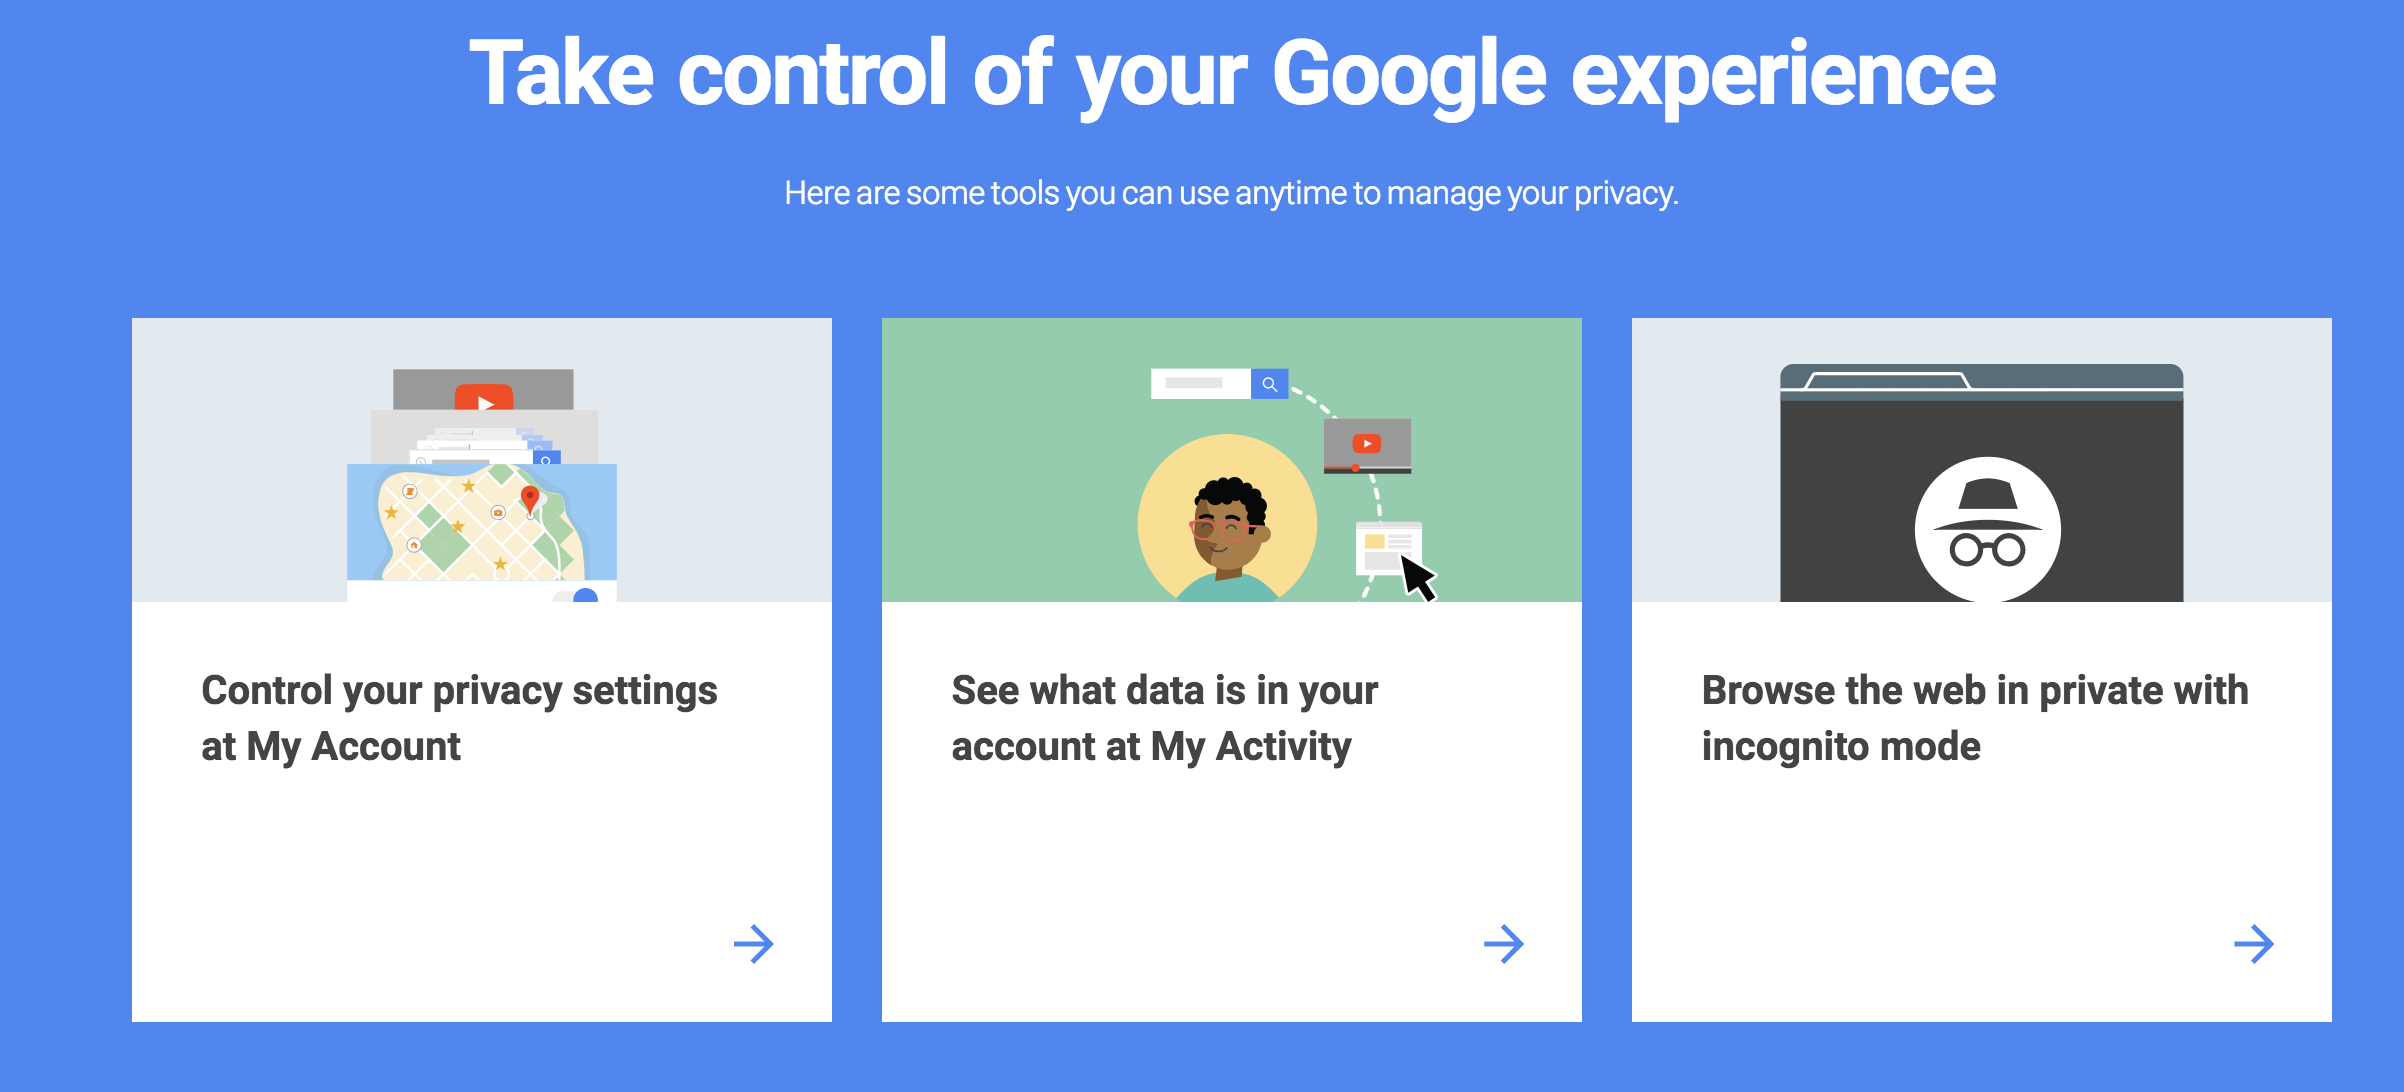 Take control of your Google experience
Here are some tools you can use anytime to manage your privacy.
Control your privacy settings
at My Account
See what data is in your
account at My Activity
Browse the web in private with
incognito mode